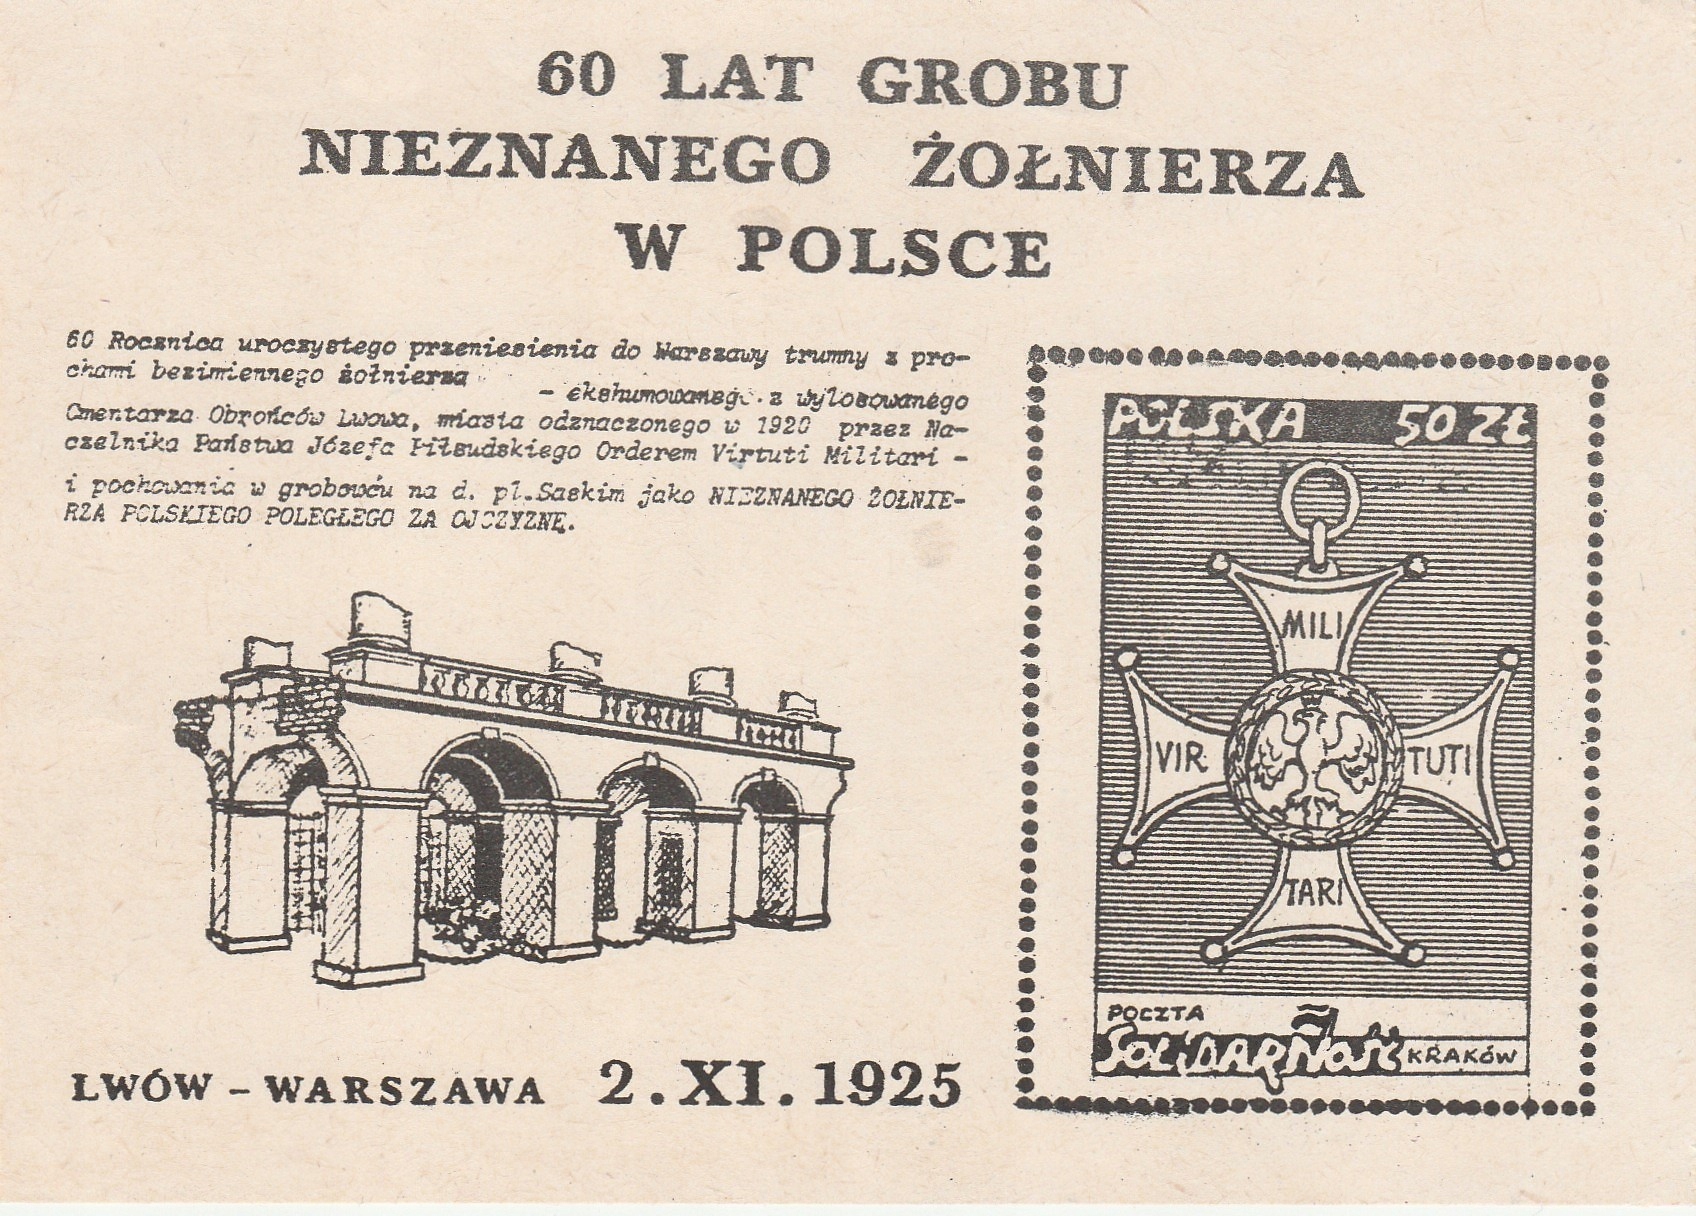 60 LAT GROBU
NIEZNANEGO ŻOŁNIERZA
W POLSCE
60 Rocznica uroczystego przeniesienia do Warszawy trumny z pro-
chami bezimiennego żołnierza
- ekshumowanego z wylosowanego
Cmentarza Obrońców Lwowa, miasta odznaczonego w 1920 przez Na-
czelnika Państwa Józefa Piłsudskiego Orderem Virtuti Militari -
i pochowania w grobowcu na d. pl.Saskim jako NIEZNANEGO ŻOŁNIE-
RZA POLSKIEGO POLEGŁEGO ZA OJCZYZNĘ.
LWÓW - WARSZAWA 2.XI.1925
POLSKA 50 ZŁ
MILI
VIR TUTI
TARI
POCZTA
SOLIDARNOŚĆ KRAKÓW